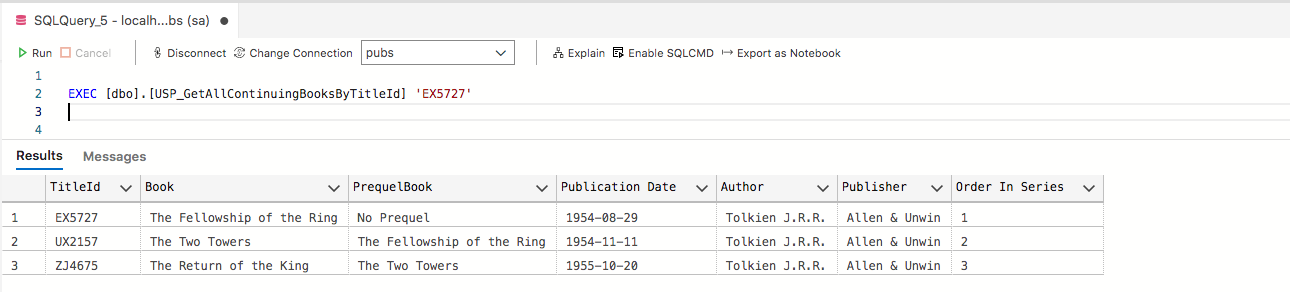 SQLQuery_5 - localh...bs (sa) ●
Run Cancel Disconnect Change Connection pubs Explain Enable SQLCMD Export as Notebook
1
2 EXEC [dbo].[USP_GetAllContinuingBooksByTitleId] 'EX5727'
3
4
Results Messages
TitleId Book PrequelBook Publication Date Author Publisher Order In Series
1 EX5727 The Fellowship of the Ring No Prequel 1954-08-29 Tolkien J.R.R. Allen & Unwin 1
2 UX2157 The Two Towers The Fellowship of the Ring 1954-11-11 Tolkien J.R.R. Allen & Unwin 2
3 ZJ4675 The Return of the King The Two Towers 1955-10-20 Tolkien J.R.R. Allen & Unwin 3